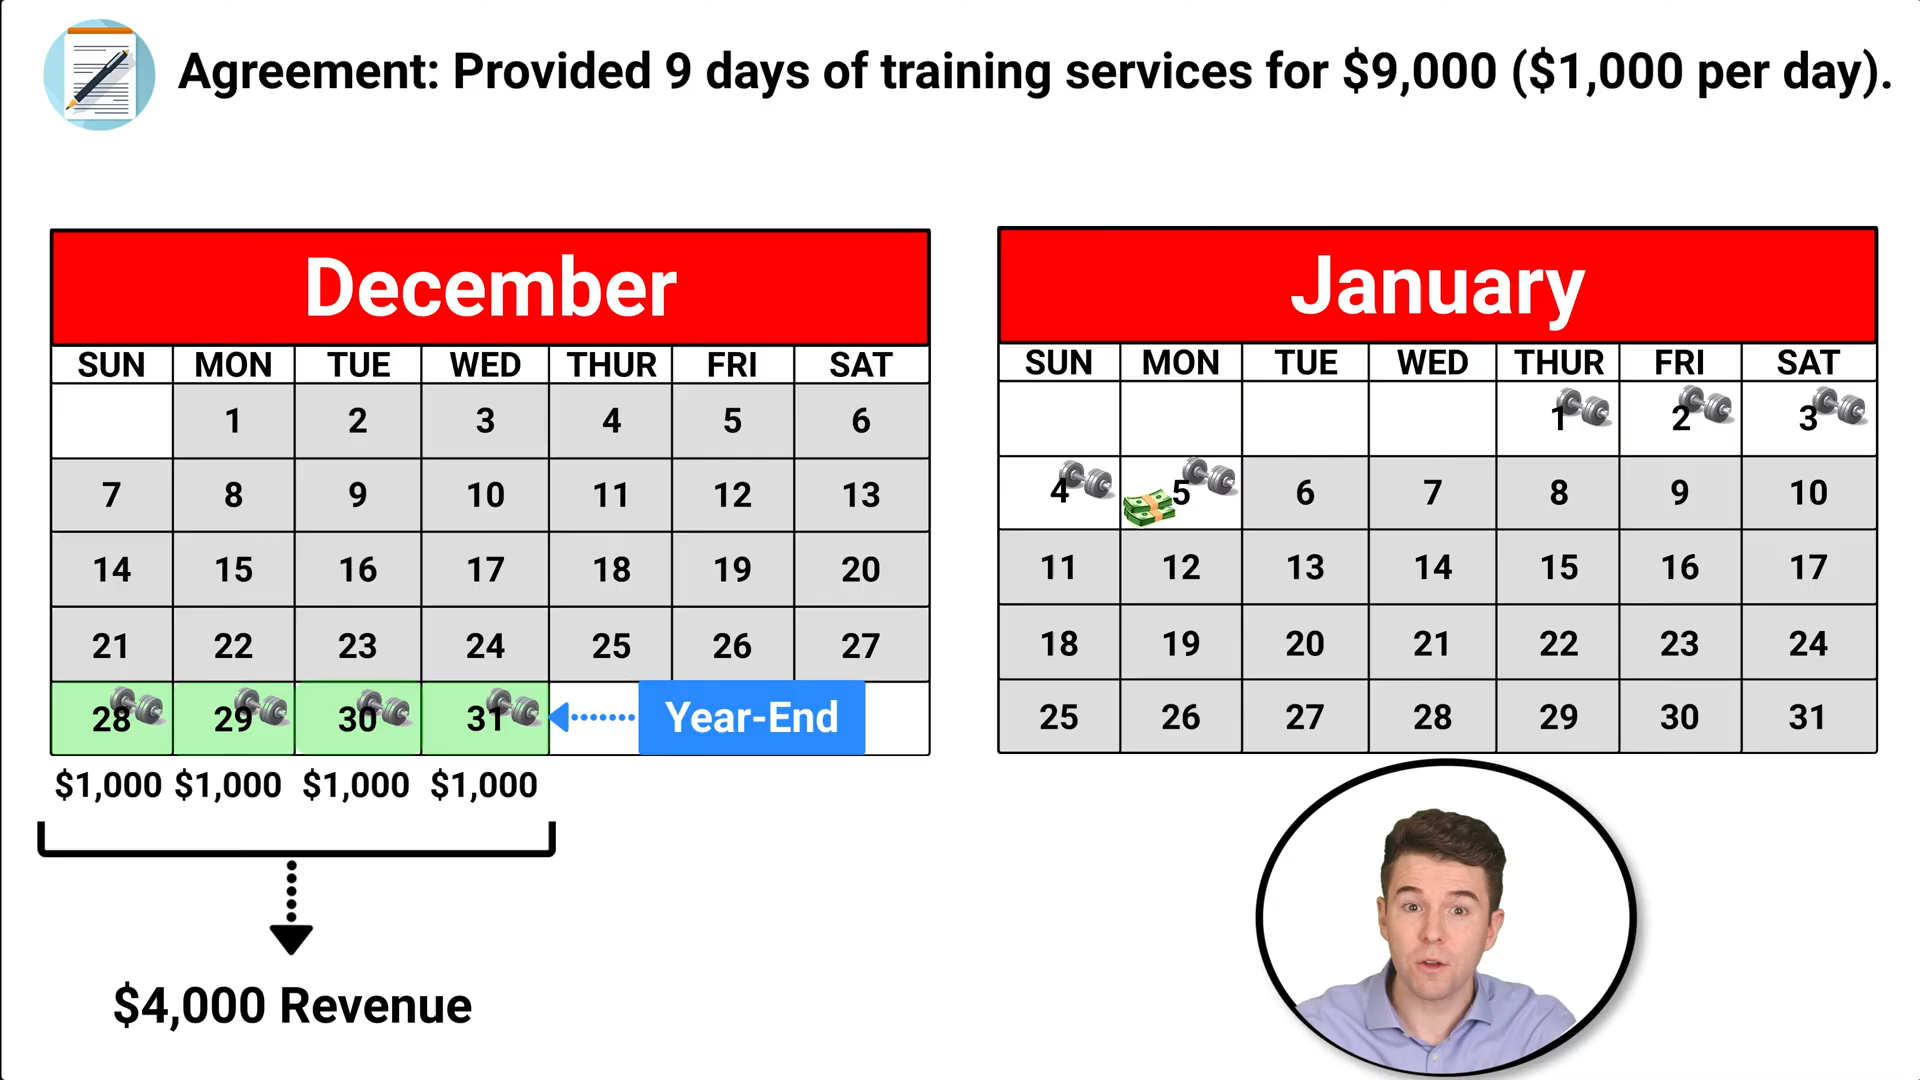 Agreement: Provided 9 days of training services for $9,000 ($1,000 per day).
December
SUN MON TUE WED THUR FRI SAT
1 2 3 4 5 6
7 8 9 10 11 12 13
14 15 16 17 18 19 20
21 22 23 24 25 26 27
28 29 30 31 Year-End
$1,000 $1,000 $1,000 $1,000
$4,000 Revenue
January
SUN MON TUE WED THUR FRI SAT
1 2 3
4 5 6 7 8 9 10
11 12 13 14 15 16 17
18 19 20 21 22 23 24
25 26 27 28 29 30 31